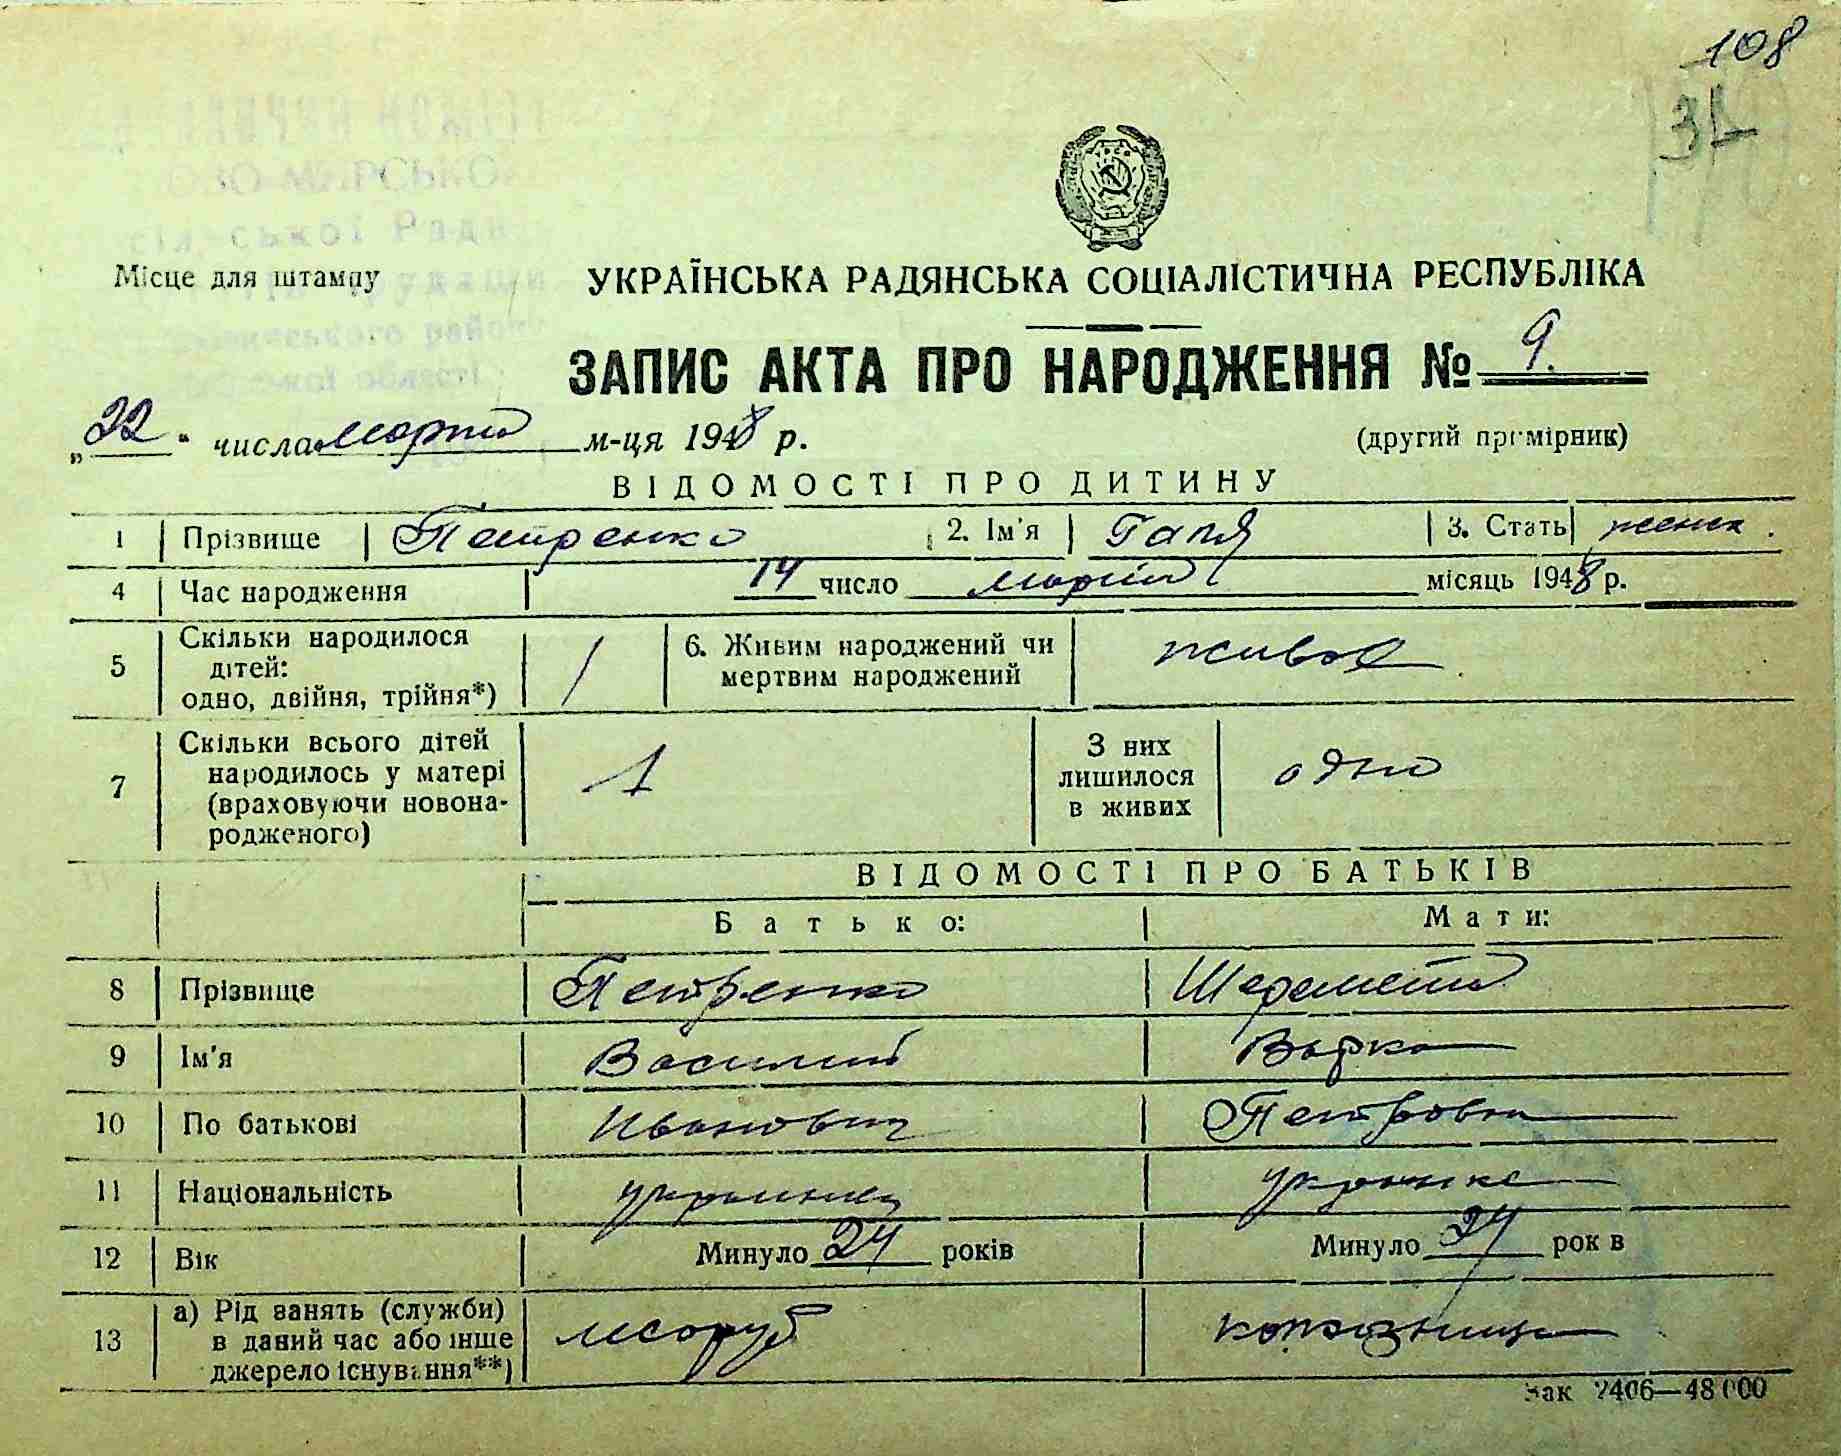 108
31
Місце для штампу
УКРАЇНСЬКА РАДЯНСЬКА СОЦІАЛІСТИЧНА РЕСПУБЛІКА
ЗАПИС АКТА ПРО НАРОДЖЕННЯ № 9.
„22“ числа марта м-ця 1948 р.
(другий примірник)
ВІДОМОСТІ ПРО ДИТИНУ
1 Прізвище Петренко 2. Ім'я Галя 3. Стать женск.
4 Час народження 14 число марта місяць 1948 р.
5 Скільки народилося дітей: одно, двійня, трійня*) 1 6. Живим народжений чи мертвим народжений живое
7 Скільки всього дітей народилось у матері (враховуючи новонародженого) 1 З них лишилося в живих одно
ВІДОМОСТІ ПРО БАТЬКІВ
Батько: Мати:
8 Прізвище Петренко Шеремета
9 Ім'я Василий Варка
10 По батькові Иванович Петровна
11 Національність украинец украинка
12 Вік Минуло 24 років Минуло 24 років
13 а) Рід занять (служби) в даний час або інше джерело існування**) лесоруб колхозница
Зак 2406—48000